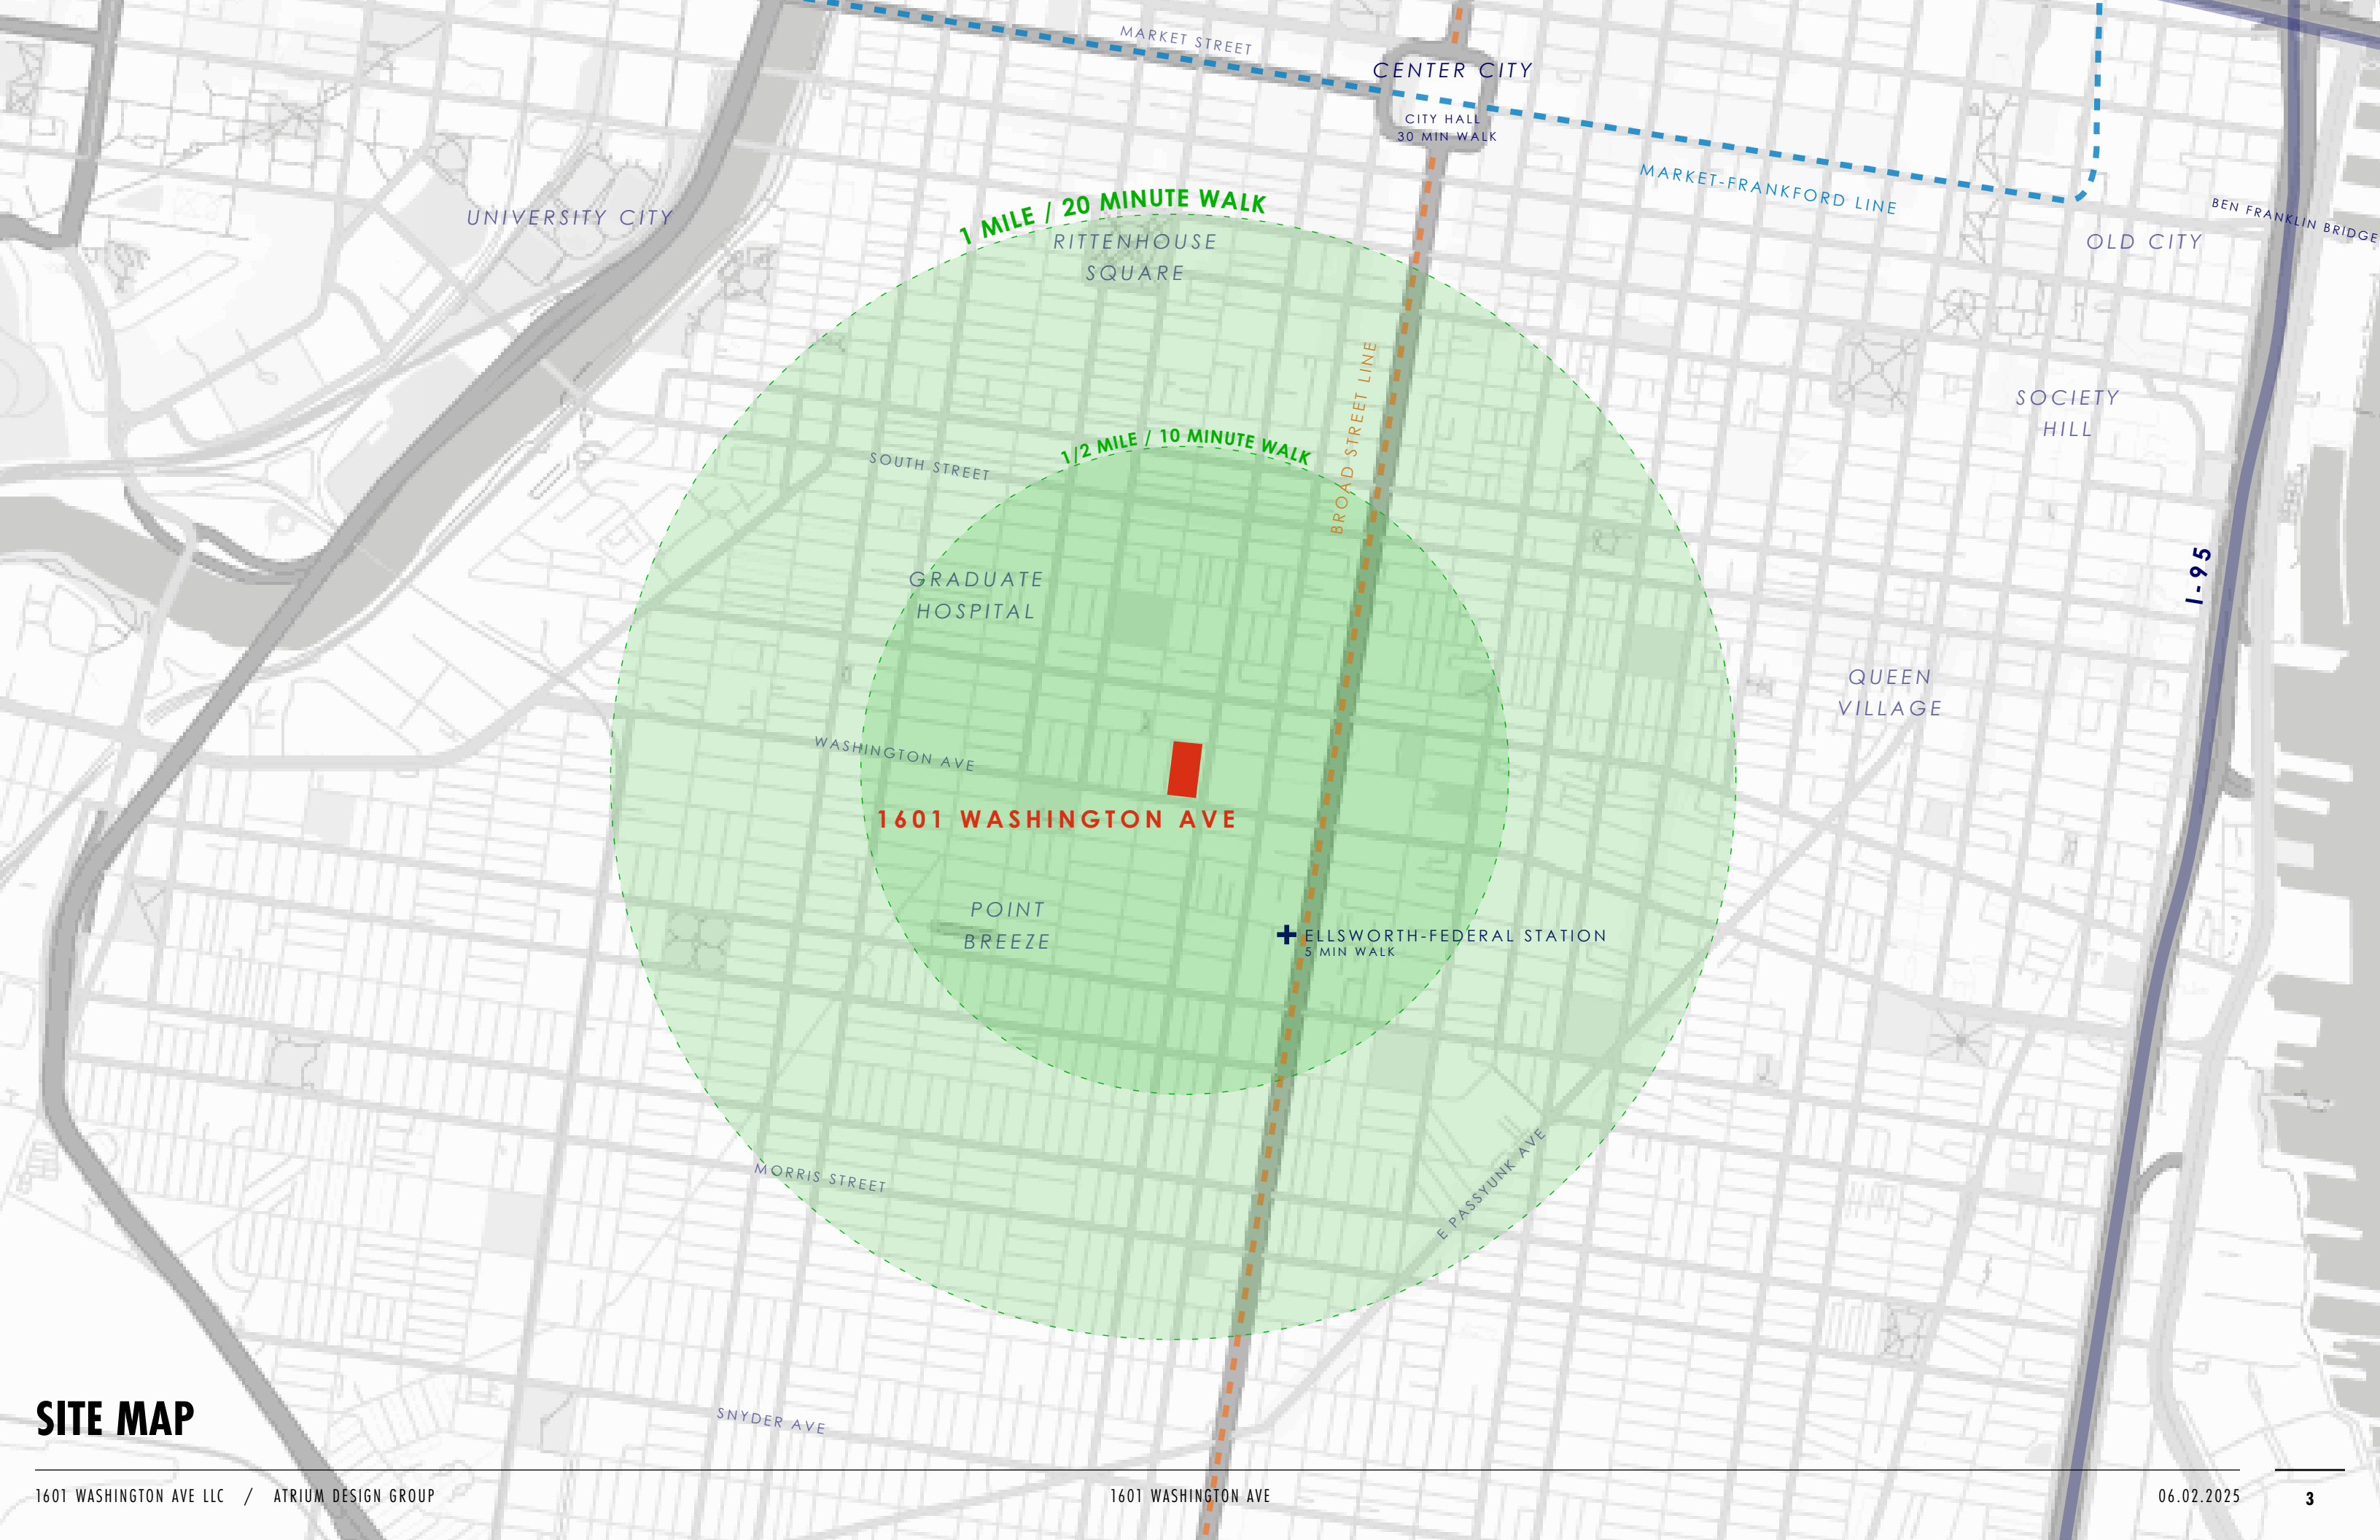 MARKET STREET
CENTER CITY
CITY HALL
30 MIN WALK
MARKET-FRANKFORD LINE
BEN FRANKLIN BRIDGE
UNIVERSITY CITY
1 MILE / 20 MINUTE WALK
RITTENHOUSE
SQUARE
OLD CITY
BROAD STREET LINE
SOCIETY
HILL
1/2 MILE / 10 MINUTE WALK
SOUTH STREET
I-95
GRADUATE
HOSPITAL
QUEEN
VILLAGE
WASHINGTON AVE
1601 WASHINGTON AVE
POINT
BREEZE
ELLSWORTH-FEDERAL STATION
5 MIN WALK
MORRIS STREET
E PASSYUNK AVE
SNYDER AVE
SITE MAP
1601 WASHINGTON AVE LLC / ATRIUM DESIGN GROUP
1601 WASHINGTON AVE
06.02.2025
3